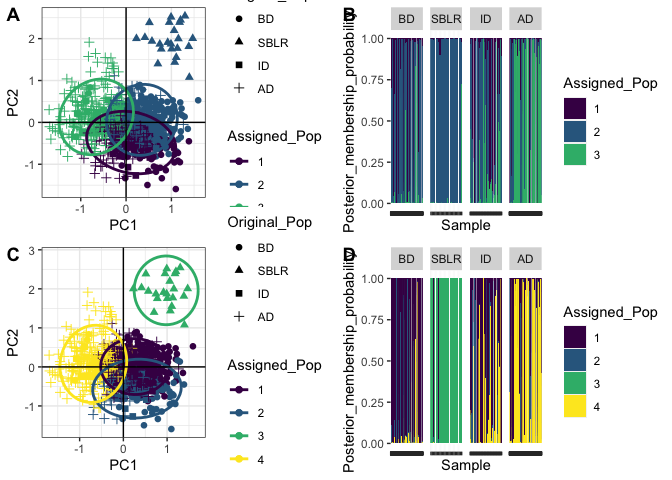 A
PC2
2
1
0
-1
-1
0
1
PC1
BD
SBLR
ID
AD
Assigned_Pop
1
2
B
Posterior_membership_probability
BD
SBLR
ID
AD
1.00
0.75
0.50
0.25
0.00
Sample
Assigned_Pop
1
2
3
C
PC2
3
2
1
0
-1
-1
0
1
PC1
Original_Pop
BD
SBLR
ID
AD
Assigned_Pop
1
2
3
4
D
Posterior_membership_probability
BD
SBLR
ID
AD
1.00
0.75
0.50
0.25
0.00
Sample
Assigned_Pop
1
2
3
4